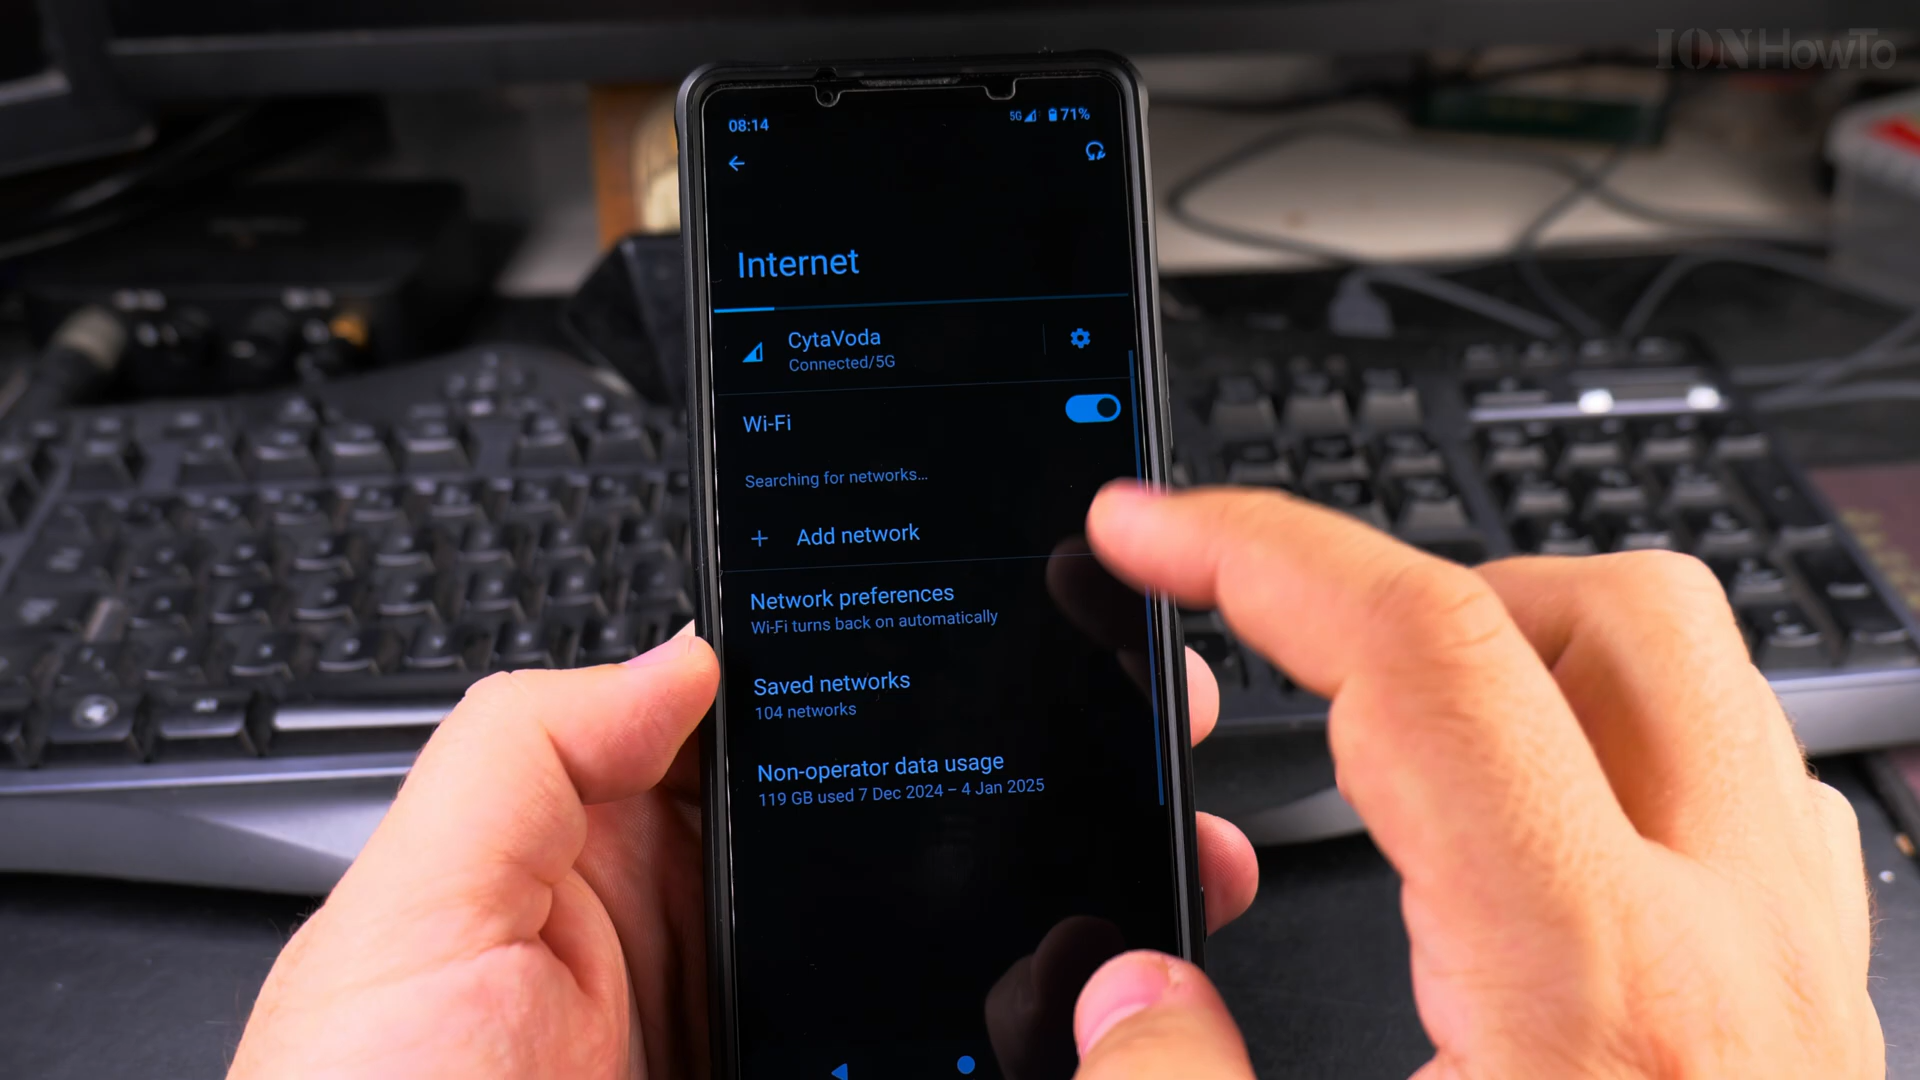 IONHowTo
08:14
5G 71%
Internet
CytaVoda
Connected/5G
Wi-Fi
Searching for networks…
Add network
Network preferences
Wi-Fi turns back on automatically
Saved networks
104 networks
Non-operator data usage
119 GB used 7 Dec 2024 – 4 Jan 2025